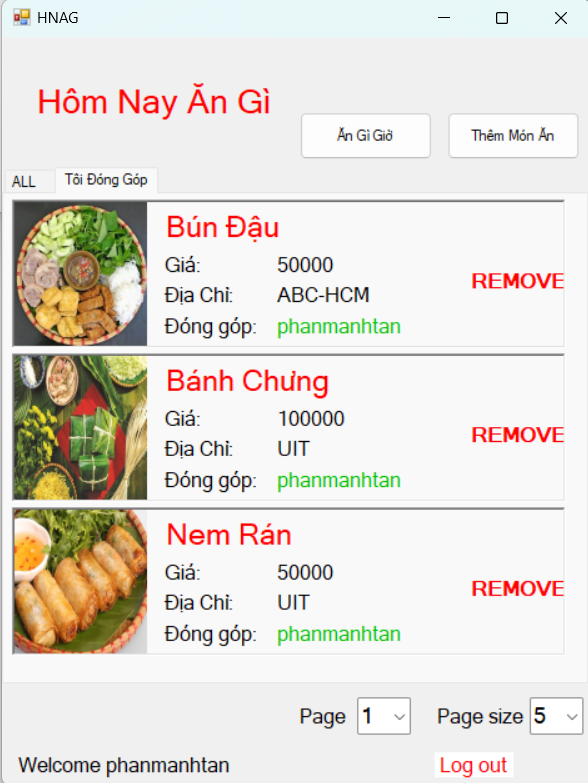 HNAG
Hôm Nay Ăn Gì
Ăn Gì Giờ
Thêm Món Ăn
ALL
Tôi Đóng Góp
Bún Đậu
Giá: 50000
Địa Chỉ: ABC-HCM
Đóng góp: phanmanhtan
REMOVE
Bánh Chưng
Giá: 100000
Địa Chỉ: UIT
Đóng góp: phanmanhtan
REMOVE
Nem Rán
Giá: 50000
Địa Chỉ: UIT
Đóng góp: phanmanhtan
REMOVE
Page 1 Page size 5
Welcome phanmanhtan Log out